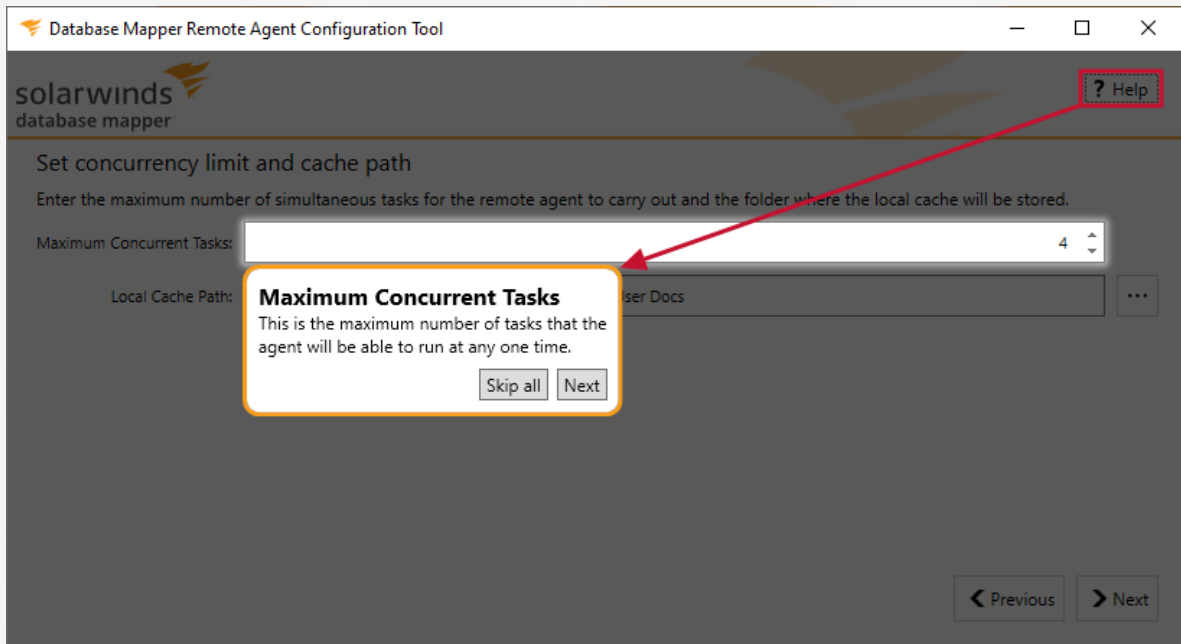 Database Mapper Remote Agent Configuration Tool
solarwinds
database mapper
? Help
Set concurrency limit and cache path
Enter the maximum number of simultaneous tasks for the remote agent to carry out and the folder where the local cache will be stored.
Maximum Concurrent Tasks:
4
Local Cache Path:
User Docs
...
Maximum Concurrent Tasks
This is the maximum number of tasks that the
agent will be able to run at any one time.
Skip all
Next
Previous
Next